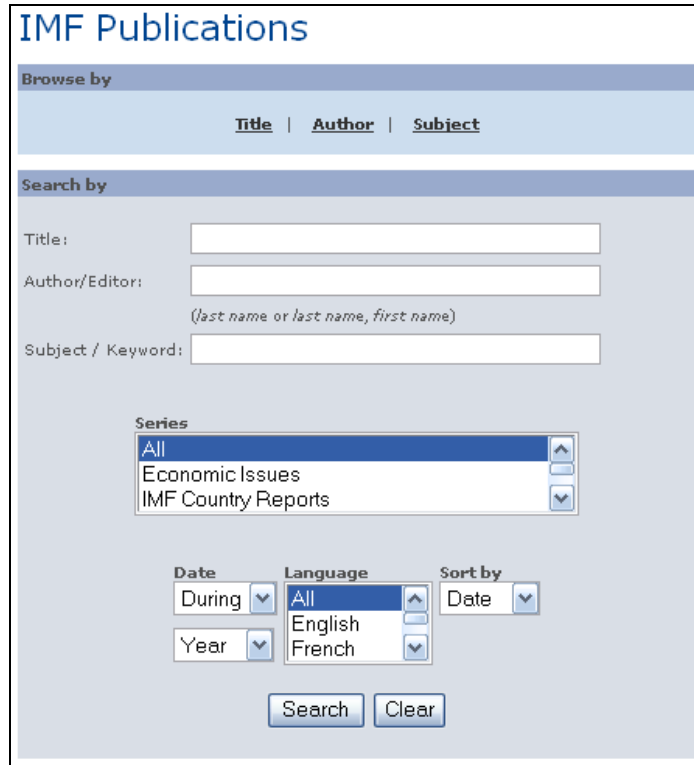 IMF Publications
Browse by
Title | Author | Subject
Search by
Title:
Author/Editor:
(last name or last name, first name)
Subject / Keyword:
Series
All
Economic Issues
IMF Country Reports
Date Language Sort by
During All Date
English
Year French
Search Clear